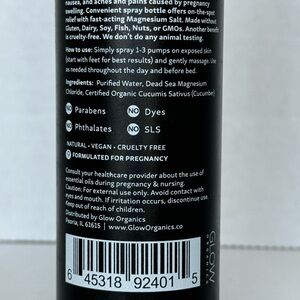 nausea, and aches and pains caused by pregnancy
swelling. Convenient spray bottle offers on-the-spot
relief with fast-acting Magnesium Salt. Made without
Gluten, Dairy, Soy, Fish, Nuts, or GMOs. Another benefit
is cruelty-free. We don't do any animal testing.
How to use: Simply spray 1-3 pumps on exposed skin
(start with feet for best results) and gently massage. Use
as needed throughout the day and before bed.
Ingredients: Purified Water, Dead Sea Magnesium
Chloride, Certified Organic Cucumis Sativus (Cucumber)
NO Parabens NO Dyes
NO Phthalates NO SLS
NATURAL • VEGAN • CRUELTY FREE
FORMULATED FOR PREGNANCY
Consult your healthcare provider about the use of
essential oils during pregnancy & nursing.
Caution: For external use only. Avoid contact with
eyes and mouth. If irritation occurs, discontinue use.
Keep out of reach of children.
Distributed by Glow Organics
Peoria, IL 61615 | www.GlowOrganics.co
6 45318 92401 5
GLOW